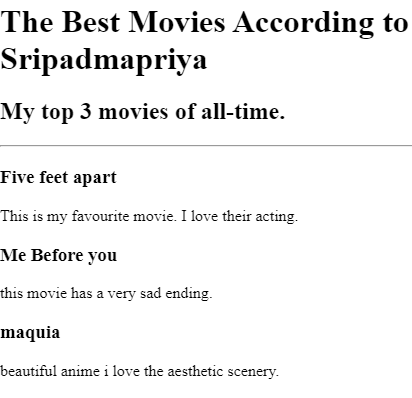 The Best Movies According to
Sripadmapriya
My top 3 movies of all-time.
Five feet apart
This is my favourite movie. I love their acting.
Me Before you
this movie has a very sad ending.
maquia
beautiful anime i love the aesthetic scenery.